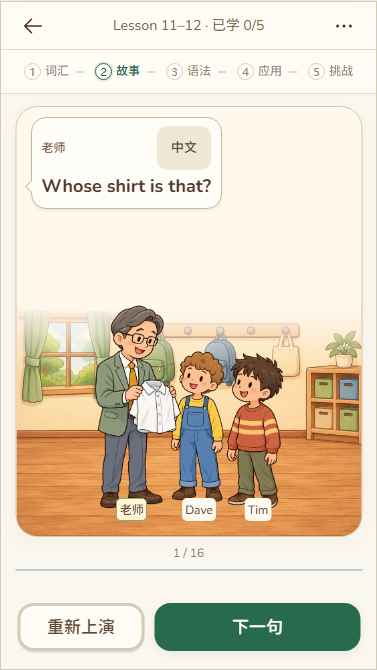 Lesson 11–12 · 已学 0/5
1 词汇 2 故事 3 语法 4 应用 5 挑战
老师 中文
Whose shirt is that?
老师 Dave Tim
1 / 16
重新上演 下一句